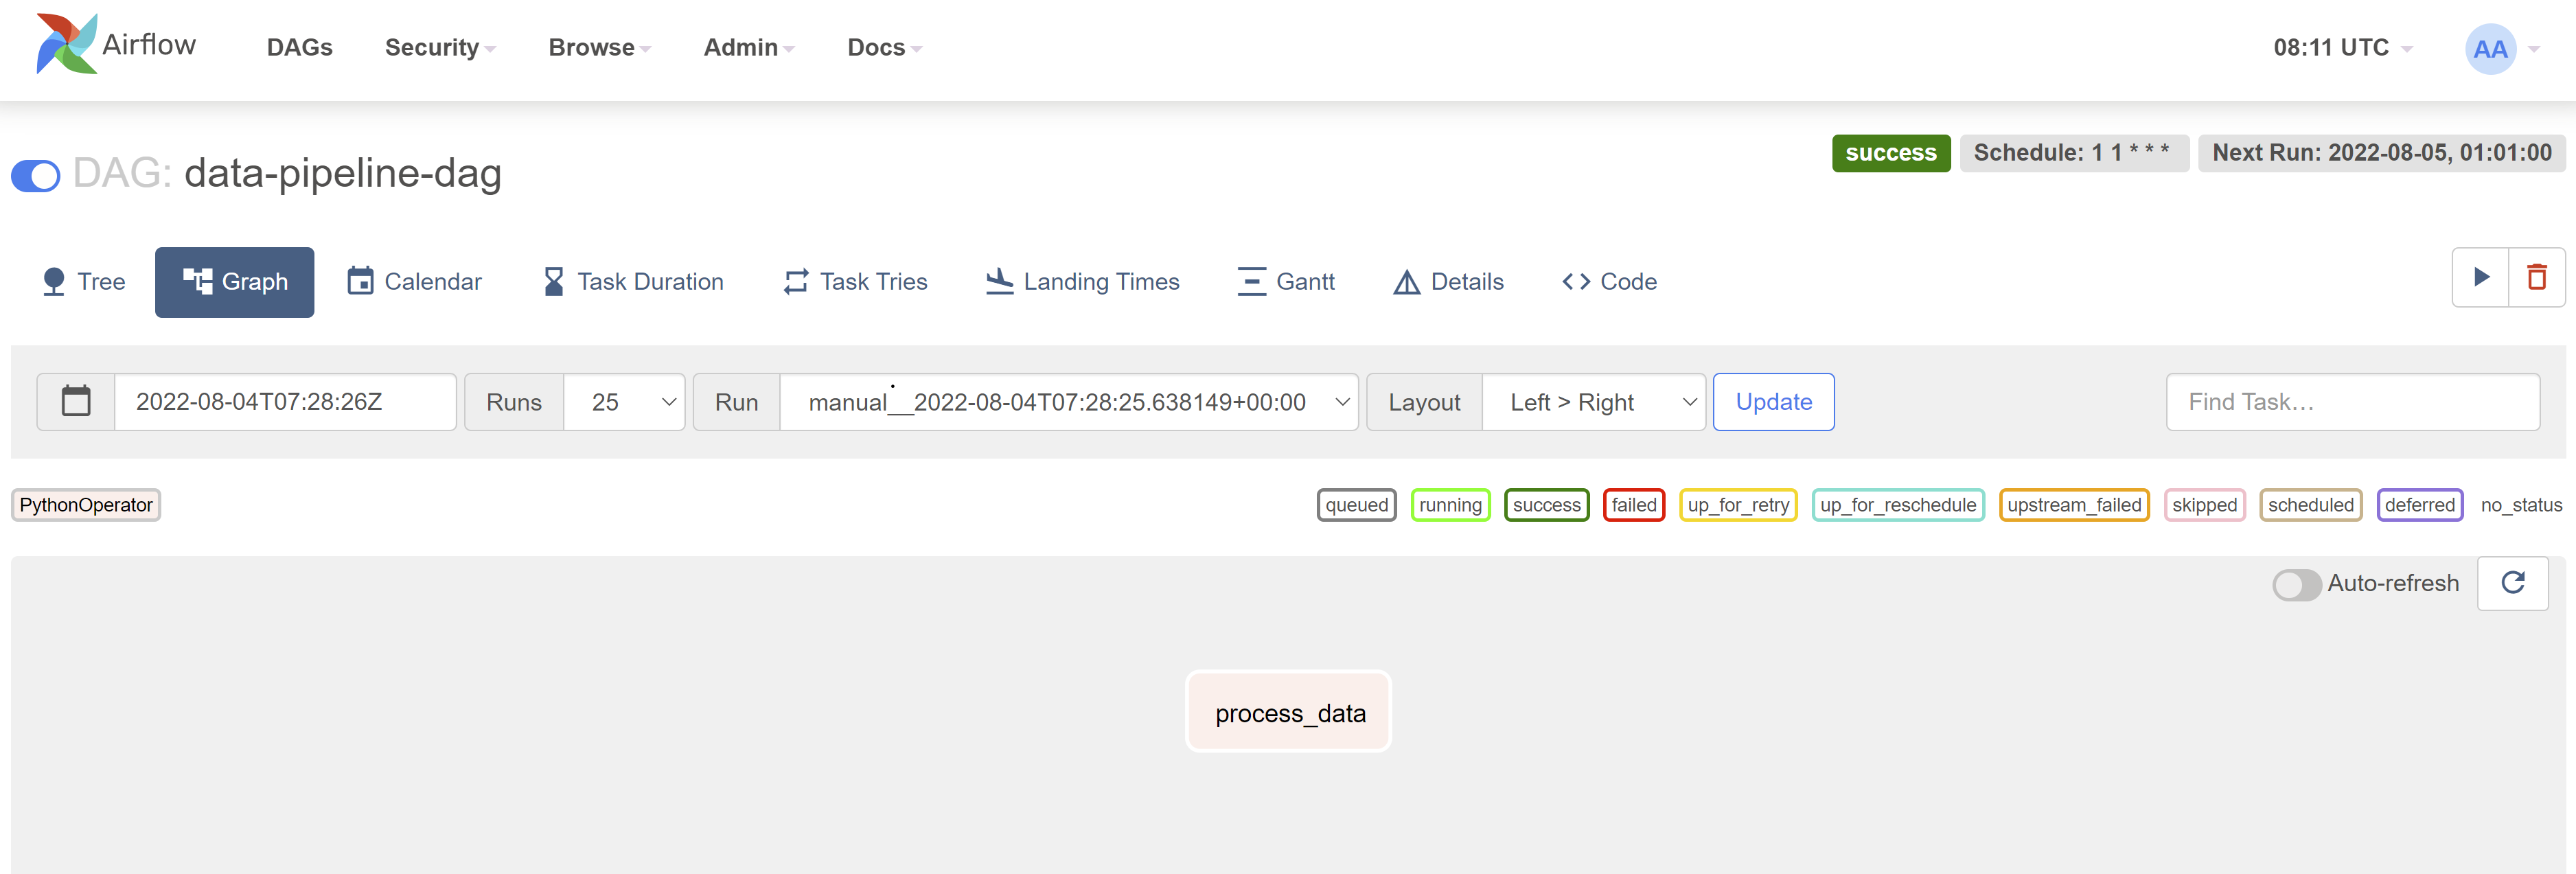 Airflow DAGs Security Browse Admin Docs 08:11 UTC AA
DAG: data-pipeline-dag success Schedule: 1 1 * * * Next Run: 2022-08-05, 01:01:00
Tree Graph Calendar Task Duration Task Tries Landing Times Gantt Details Code
2022-08-04T07:28:26Z Runs 25 Run manual__2022-08-04T07:28:25.638149+00:00 Layout Left > Right Update Find Task...
PythonOperator queued running success failed up_for_retry up_for_reschedule upstream_failed skipped scheduled deferred no_status
Auto-refresh
process_data